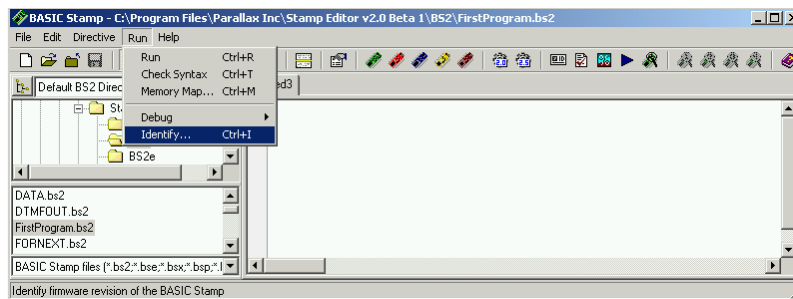 BASIC Stamp - C:\Program Files\Parallax Inc\Stamp Editor v2.0 Beta 1\BS2\FirstProgram.bs2
File Edit Directive Run Help
Run Ctrl+R
Check Syntax Ctrl+T
Memory Map... Ctrl+M
Debug
Identify... Ctrl+I
Default BS2 Direc
ed3
St
BS2e
DATA.bs2
DTMFOUT.bs2
FirstProgram.bs2
FORNEXT.bs2
BASIC Stamp files (*.bs2;*.bse;*.bsx;*.bsp;*.
Identify firmware revision of the BASIC Stamp